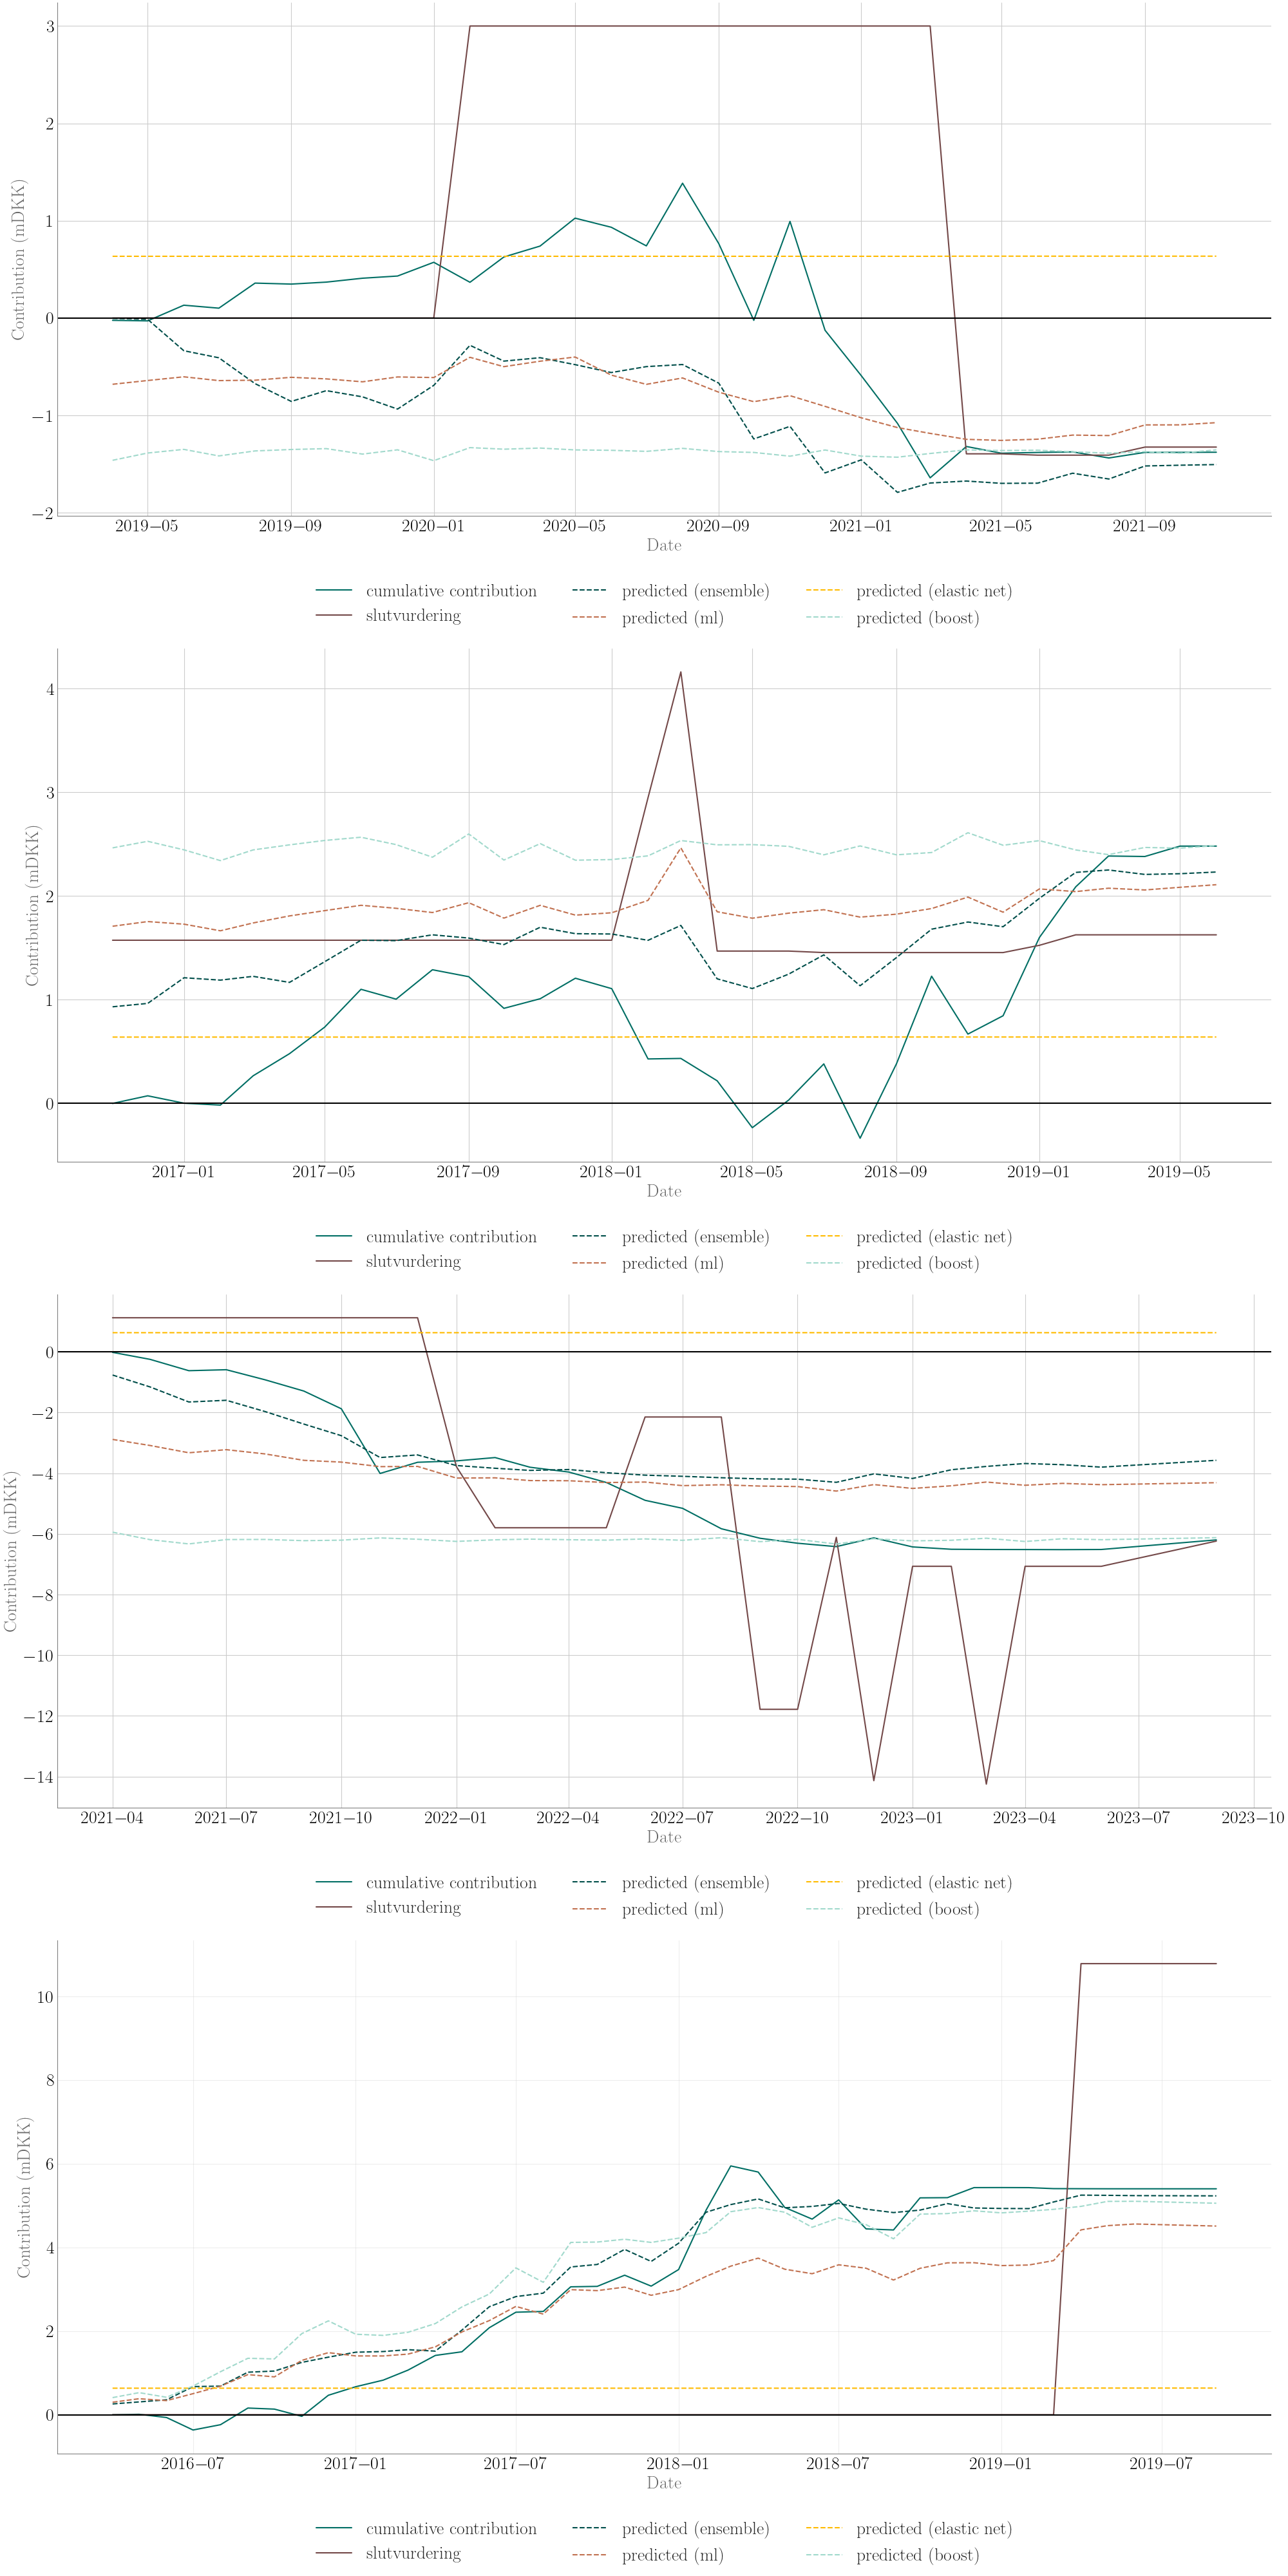 3
2
1
0
−1
−2
Contribution (mDKK)
2019−05 2019−09 2020−01 2020−05 2020−09 2021−01 2021−05 2021−09
Date
cumulative contribution predicted (ensemble) predicted (elastic net)
slutvurdering predicted (ml) predicted (boost)
4
3
2
1
0
Contribution (mDKK)
2017−01 2017−05 2017−09 2018−01 2018−05 2018−09 2019−01 2019−05
Date
cumulative contribution predicted (ensemble) predicted (elastic net)
slutvurdering predicted (ml) predicted (boost)
0
−2
−4
−6
−8
−10
−12
−14
Contribution (mDKK)
2021−04 2021−07 2021−10 2022−01 2022−04 2022−07 2022−10 2023−01 2023−04 2023−07 2023−10
Date
cumulative contribution predicted (ensemble) predicted (elastic net)
slutvurdering predicted (ml) predicted (boost)
10
8
6
4
2
0
Contribution (mDKK)
2016−07 2017−01 2017−07 2018−01 2018−07 2019−01 2019−07
Date
cumulative contribution predicted (ensemble) predicted (elastic net)
slutvurdering predicted (ml) predicted (boost)